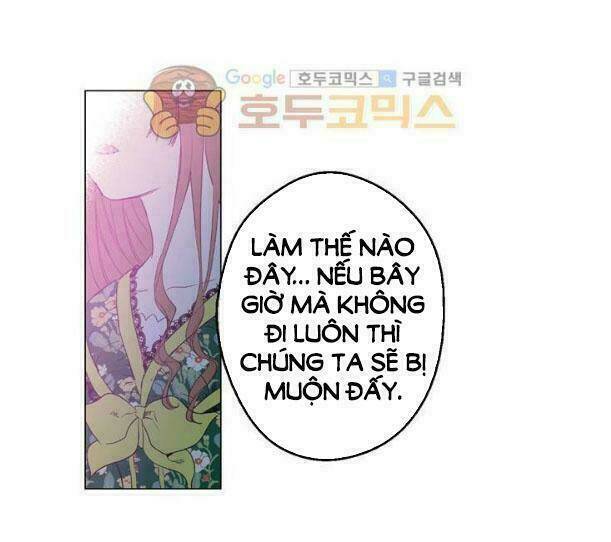 Google 호두코믹스 구글검색
호두코믹스
LÀM THẾ NÀO
ĐÂY... NẾU BÂY
GIỜ MÀ KHÔNG
ĐI LUÔN THÌ
CHÚNG TA SẼ BỊ
MUỘN ĐẤY.